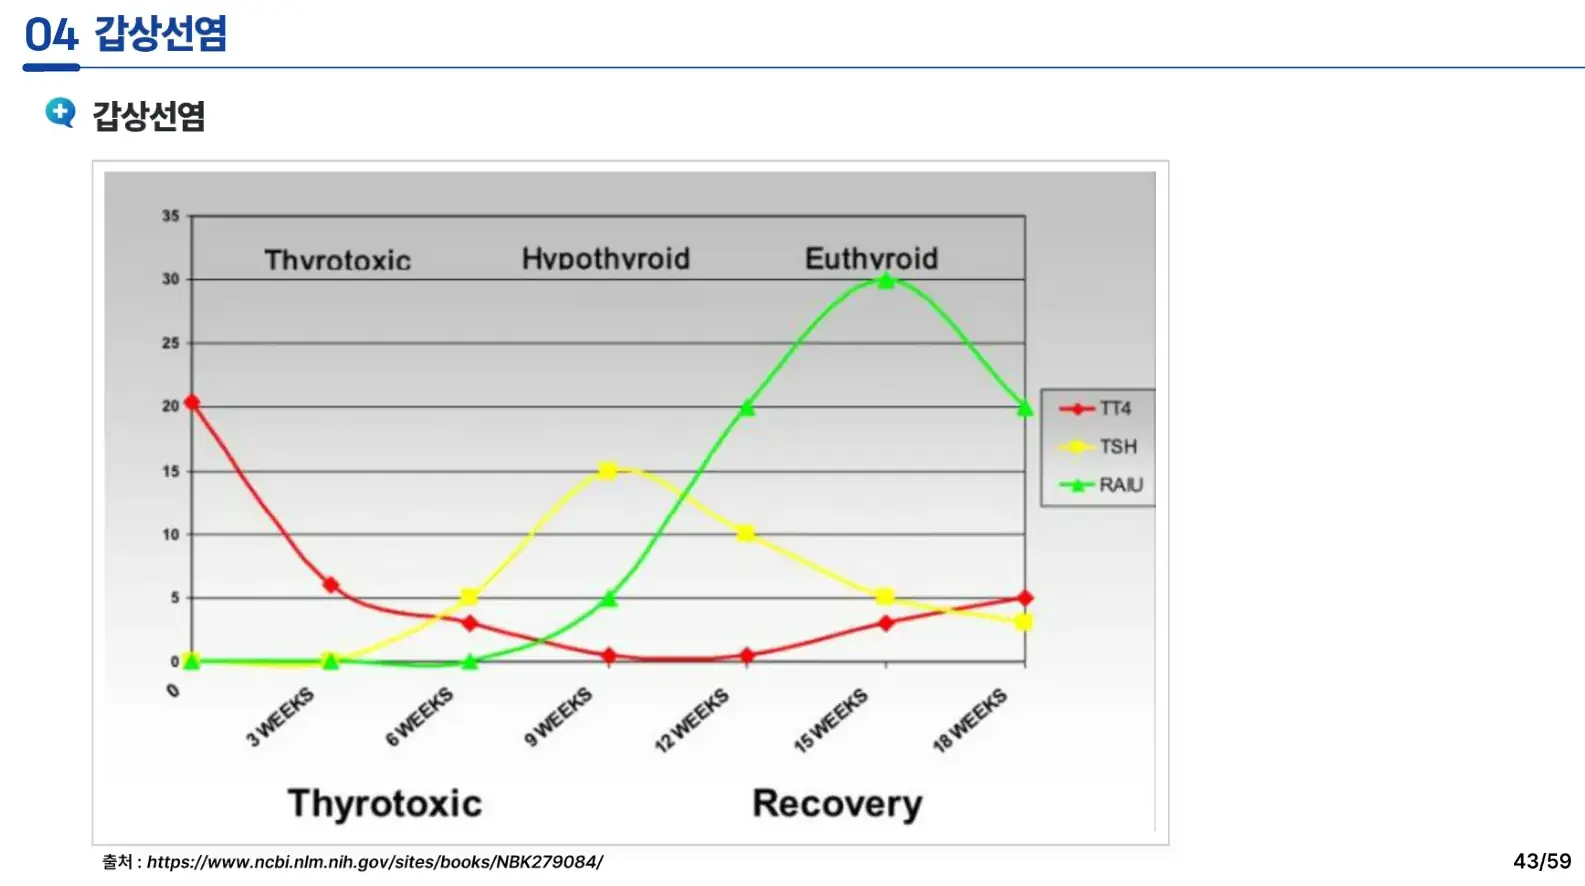 04 갑상선염
갑상선염
35
Thyrotoxic
Hypothyroid
Euthyroid
30
25
20
15
10
5
0
TT4
TSH
RAIU
0
3 WEEKS
6 WEEKS
9 WEEKS
12 WEEKS
15 WEEKS
18 WEEKS
Thyrotoxic
Recovery
출처 : https://www.ncbi.nlm.nih.gov/sites/books/NBK279084/
43/59